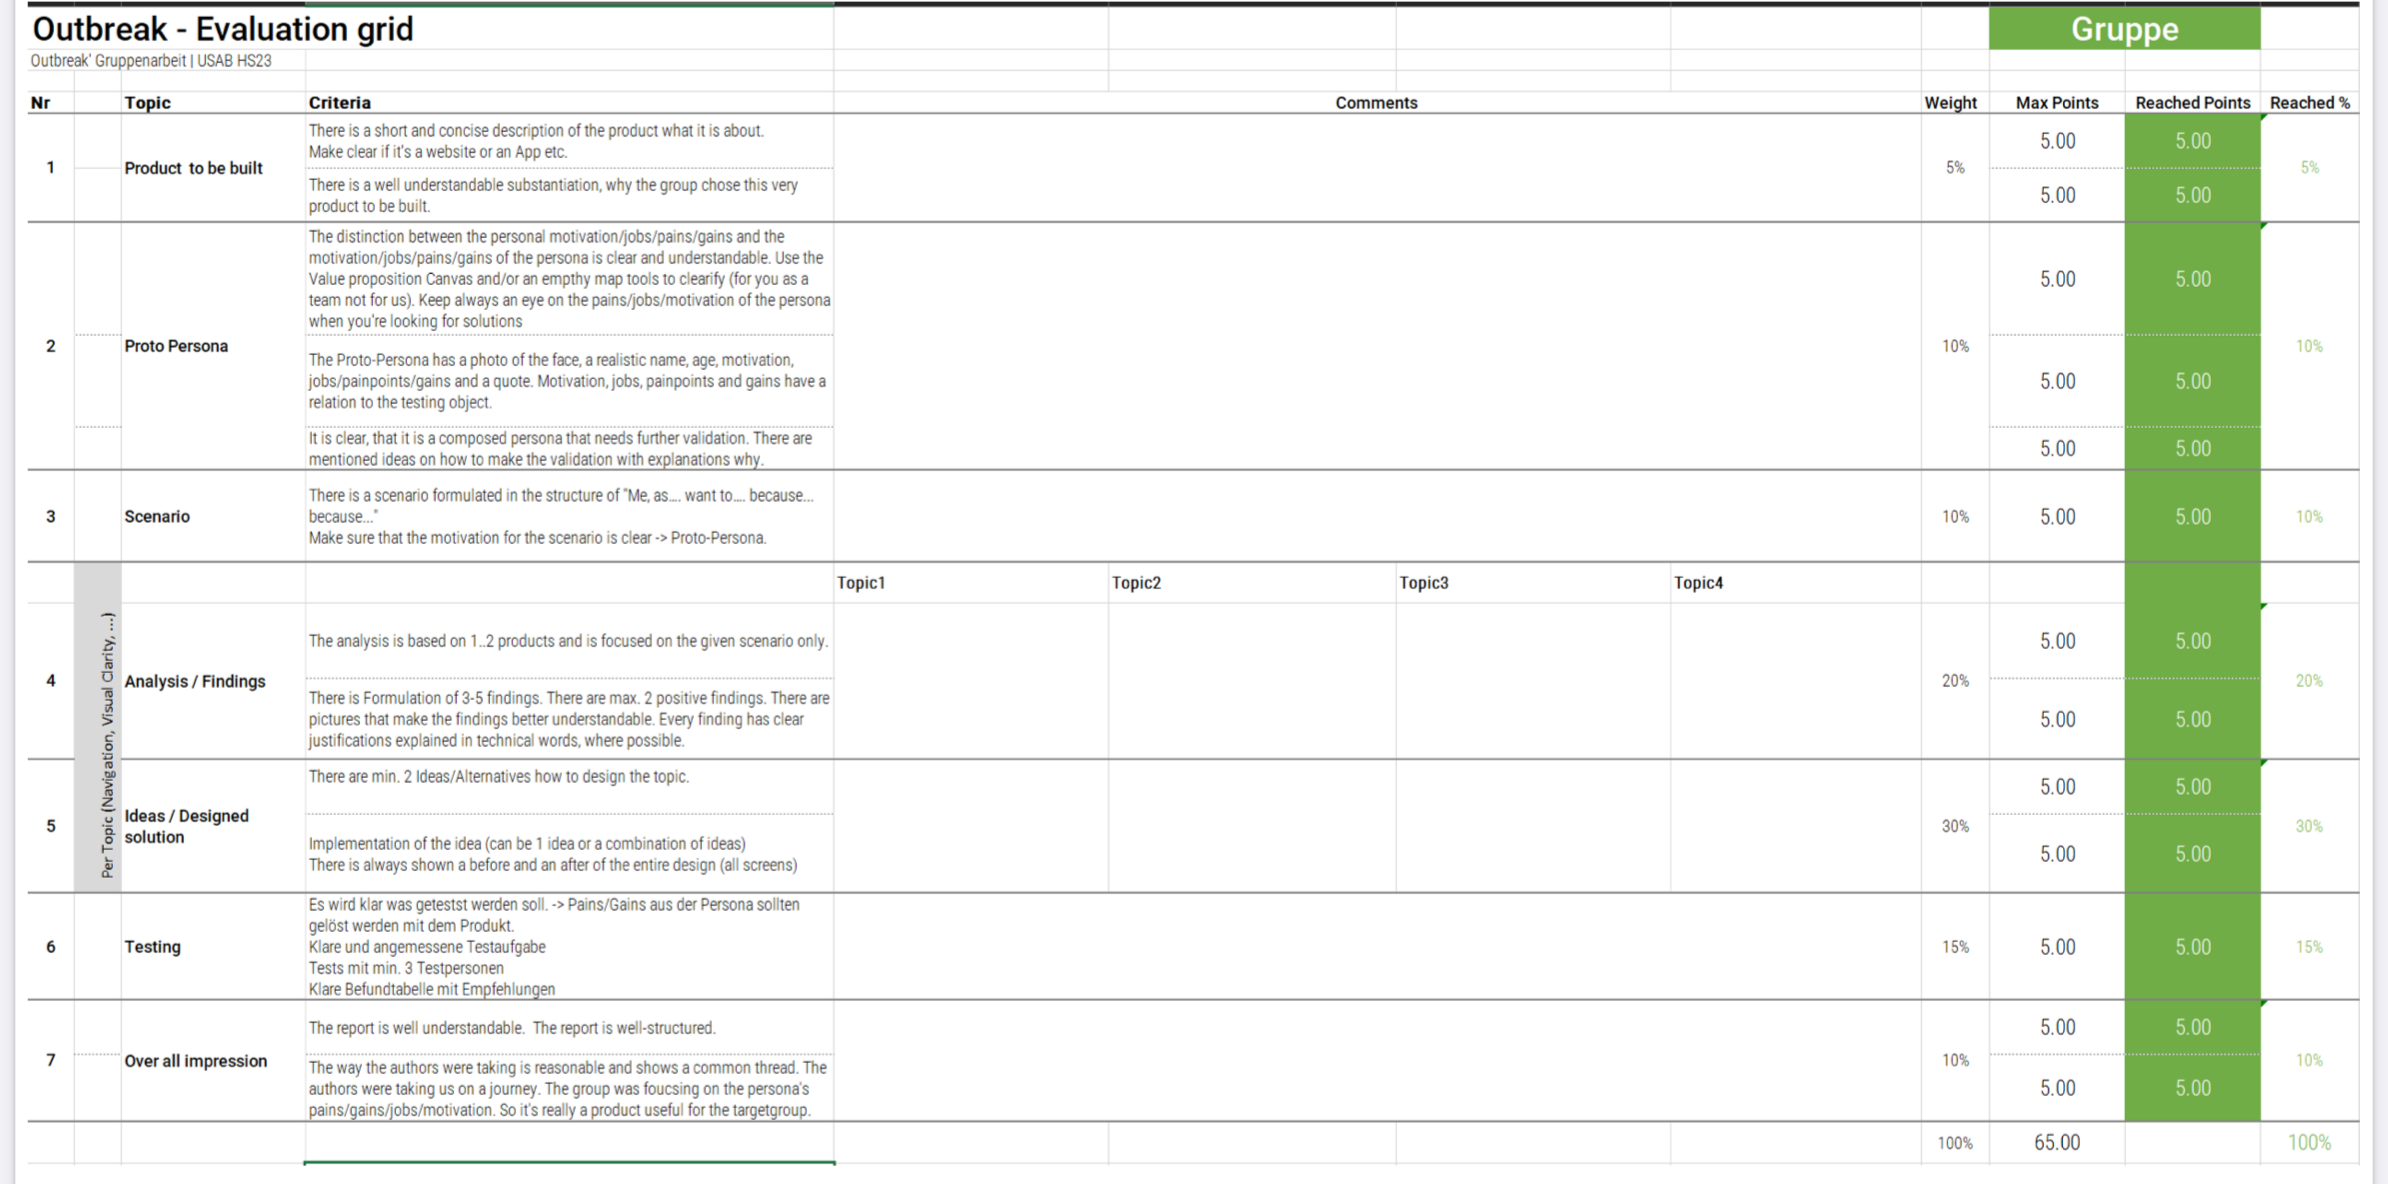 Outbreak - Evaluation grid
Gruppe
Outbreak' Gruppenarbeit | USAB HS23
Nr Topic Criteria Comments Weight Max Points Reached Points Reached %
1 Product to be built
There is a short and concise description of the product what it is about.
Make clear if it's a website or an App etc.
5.00 5.00
There is a well understandable substantiation, why the group chose this very
product to be built.
5.00 5.00
5% 5%
2 Proto Persona
The distinction between the personal motivation/jobs/pains/gains and the
motivation/jobs/pains/gains of the persona is clear and understandable. Use the
Value proposition Canvas and/or an empthy map tools to clearify (for you as a
team not for us). Keep always an eye on the pains/jobs/motivation of the persona
when you're looking for solutions
5.00 5.00
The Proto-Persona has a photo of the face, a realistic name, age, motivation,
jobs/painpoints/gains and a quote. Motivation, jobs, painpoints and gains have a
relation to the testing object.
5.00 5.00
10% 10%
It is clear, that it is a composed persona that needs further validation. There are
mentioned ideas on how to make the validation with explanations why.
5.00 5.00
3 Scenario
There is a scenario formulated in the structure of "Me, as.... want to.... because...
because..."
Make sure that the motivation for the scenario is clear -> Proto-Persona.
10% 5.00 5.00 10%
Topic1 Topic2 Topic3 Topic4
Per Topic (Navigation, Visual Clarity, ...)
4 Analysis / Findings
The analysis is based on 1..2 products and is focused on the given scenario only.
5.00 5.00
There is Formulation of 3-5 findings. There are max. 2 positive findings. There are
pictures that make the findings better understandable. Every finding has clear
justifications explained in technical words, where possible.
5.00 5.00
20% 20%
5 Ideas / Designed
solution
There are min. 2 Ideas/Alternatives how to design the topic.
5.00 5.00
Implementation of the idea (can be 1 idea or a combination of ideas)
There is always shown a before and an after of the entire design (all screens)
5.00 5.00
30% 30%
6 Testing
Es wird klar was getestst werden soll. -> Pains/Gains aus der Persona sollten
gelöst werden mit dem Produkt.
Klare und angemessene Testaufgabe
Tests mit min. 3 Testpersonen
Klare Befundtabelle mit Empfehlungen
15% 5.00 5.00 15%
7 Over all impression
The report is well understandable.  The report is well-structured.
5.00 5.00
The way the authors were taking is reasonable and shows a common thread. The
authors were taking us on a journey. The group was foucsing on the persona's
pains/gains/jobs/motivation. So it's really a product useful for the targetgroup.
5.00 5.00
10% 10%
100% 65.00 100%